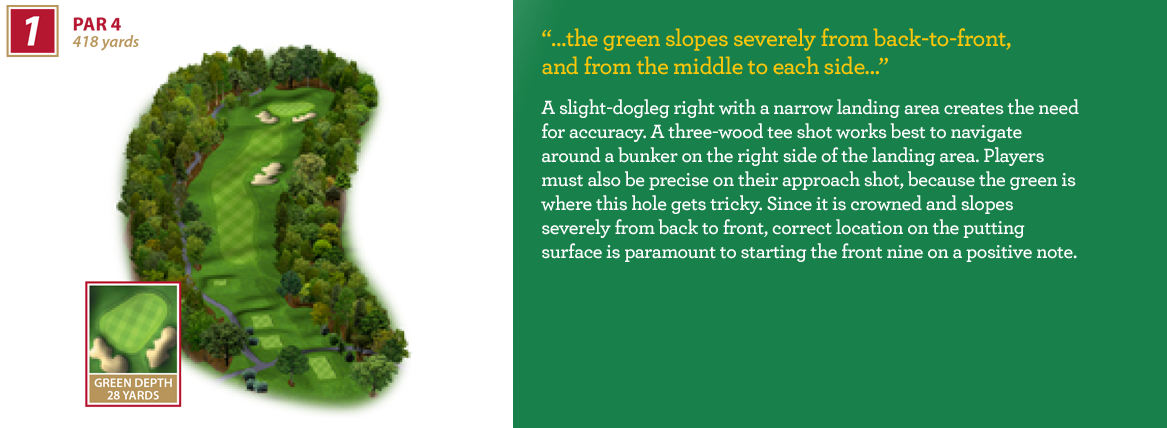 1
PAR 4
418 yards
GREEN DEPTH
28 YARDS
“...the green slopes severely from back-to-front,
and from the middle to each side...”
A slight-dogleg right with a narrow landing area creates the need
for accuracy. A three-wood tee shot works best to navigate
around a bunker on the right side of the landing area. Players
must also be precise on their approach shot, because the green is
where this hole gets tricky. Since it is crowned and slopes
severely from back to front, correct location on the putting
surface is paramount to starting the front nine on a positive note.